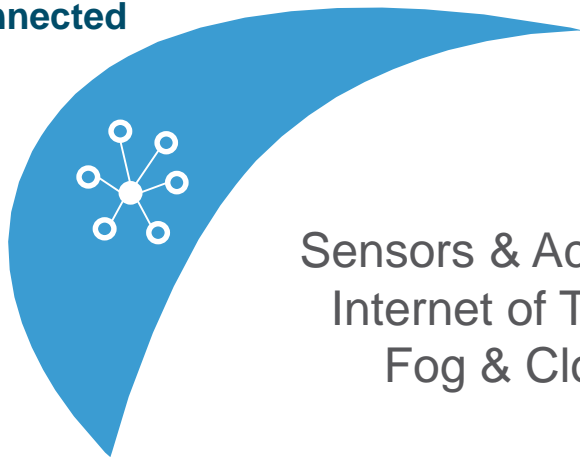 nnected
Sensors & Ac
Internet of T
Fog & Clo